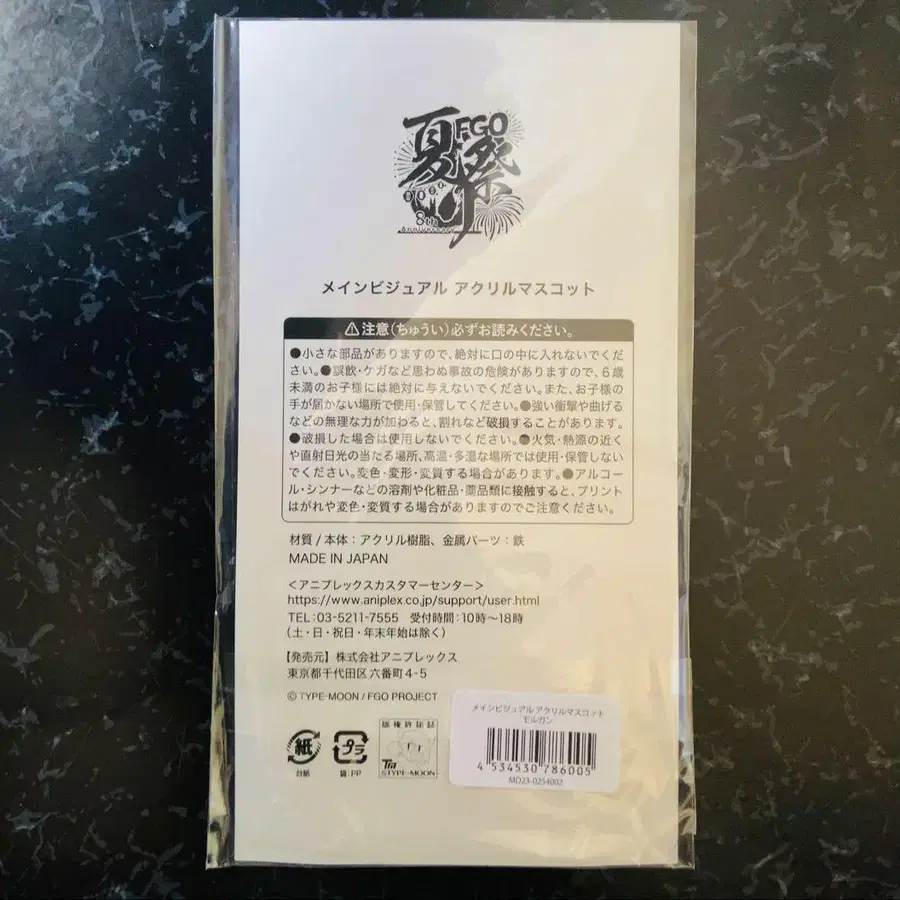 夏祭
FGO
8th
Anniversary
メインビジュアル アクリルマスコット
⚠注意(ちゅうい)必ずお読みください。
●小さな部品がありますので、絶対に口の中に入れないでくだ
さい。●誤飲・ケガなど思わぬ事故の危険がありますので、6歳
未満のお子様には絶対に与えないでください。また、お子様の
手が届かない場所で使用・保管してください。●強い衝撃や曲げる
などの無理な力が加わると、割れなど破損することがあります。
●破損した場合は使用しないでください。●火気・熱源の近く
や直射日光の当たる場所、高温・多湿な場所では使用・保管しない
でください。変色・変形・変質する場合があります。●アルコー
ル・シンナーなどの溶剤や化粧品・薬品類に接触すると、プリント
はがれや変色・変質する場合がありますのでご注意ください。
材質/本体:アクリル樹脂、金属パーツ:鉄
MADE IN JAPAN
<アニプレックスカスタマーセンター>
https://www.aniplex.co.jp/support/user.html
TEL:03-5211-7555 受付時間:10時〜18時
(土・日・祝日・年末年始は除く)
【発売元】株式会社アニプレックス
東京都千代田区六番町4-5
© TYPE-MOON / FGO PROJECT
紙
台紙
プラ
袋:PP
版権許諾証
Tra
©TYPE-MOON
メインビジュアル アクリルマスコット
モルガン
4 534530 786005
MD23-0254002